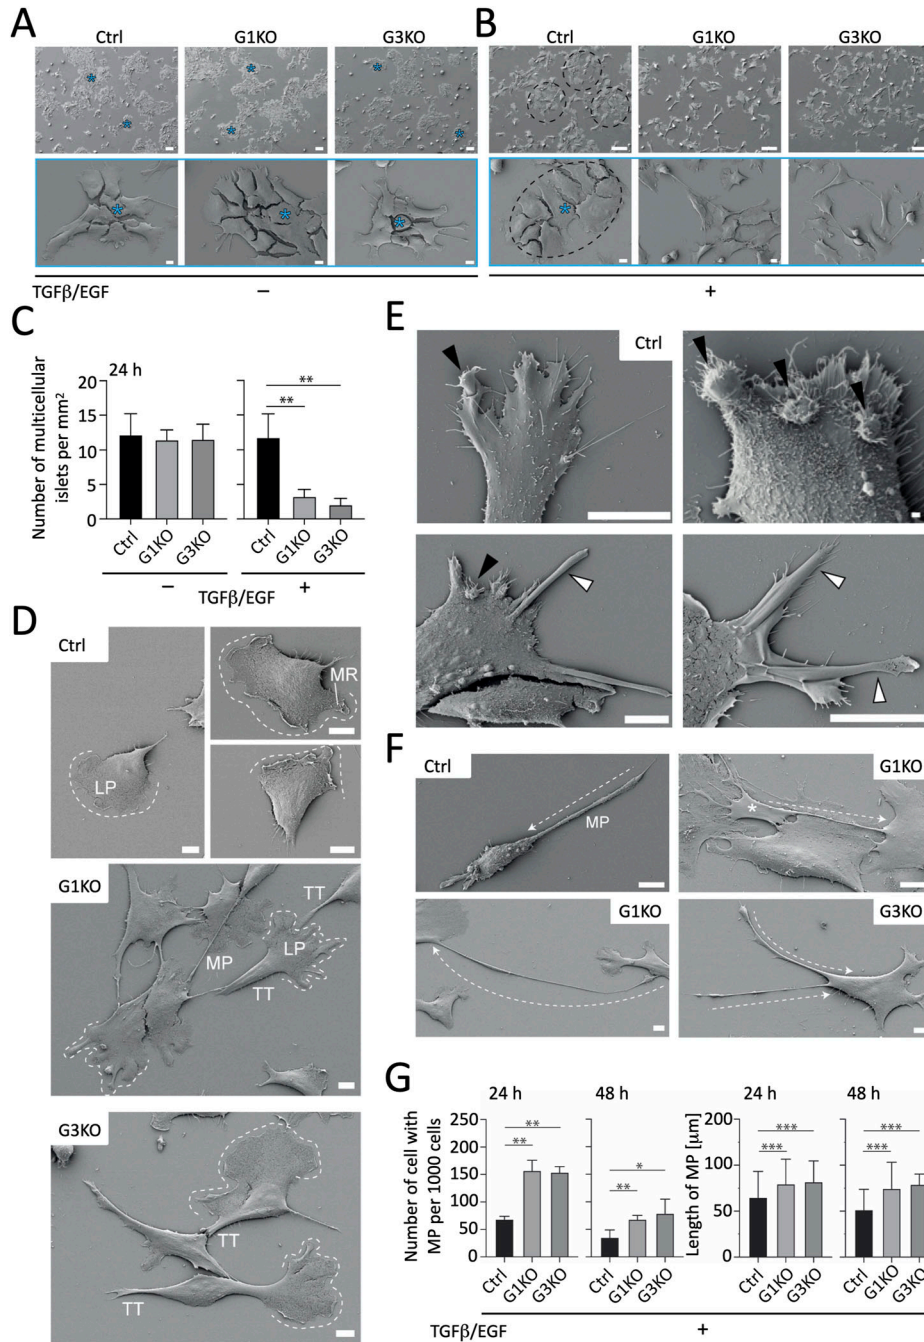 A
Ctrl G1KO G3KO
TGFβ/EGF –
B
Ctrl G1KO G3KO
+
C
24 h
Number of multicellular
islets per mm²
20
15
10
5
0
**
**
Ctrl G1KO G3KO Ctrl G1KO G3KO
– +
TGFβ/EGF
D
Ctrl
LP
MR
G1KO
TT
LP
MP
TT
G3KO
TT
TT
E
Ctrl
F
Ctrl
MP
G1KO
*
G1KO
G3KO
G
24 h 48 h 24 h 48 h
Number of cell with
MP per 1000 cells
250
200
150
100
50
0
**
**
*
**
Length of MP [µm]
150
100
50
0
***
***
***
***
Ctrl G1KO G3KO Ctrl G1KO G3KO Ctrl G1KO G3KO Ctrl G1KO G3KO
TGFβ/EGF +